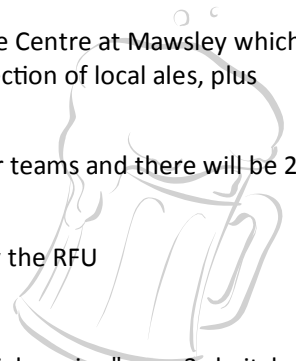 e Centre at Mawsley which
ction of local ales, plus
r teams and there will be 2
the RFU